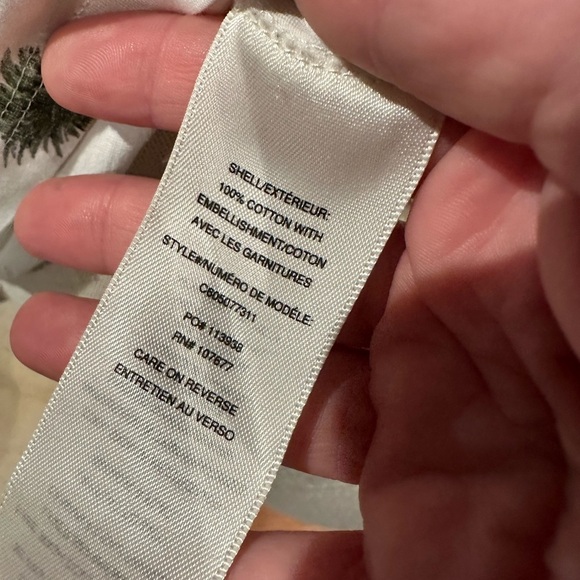 SHELL/EXTÉRIEUR:
100% COTTON WITH
EMBELLISHMENT/COTON
AVEC LES GARNITURES
STYLE#/NUMÉRO DE MODÈLE:
C605077311
PO# 113938
RN# 107677
CARE ON REVERSE
ENTRETIEN AU VERSO